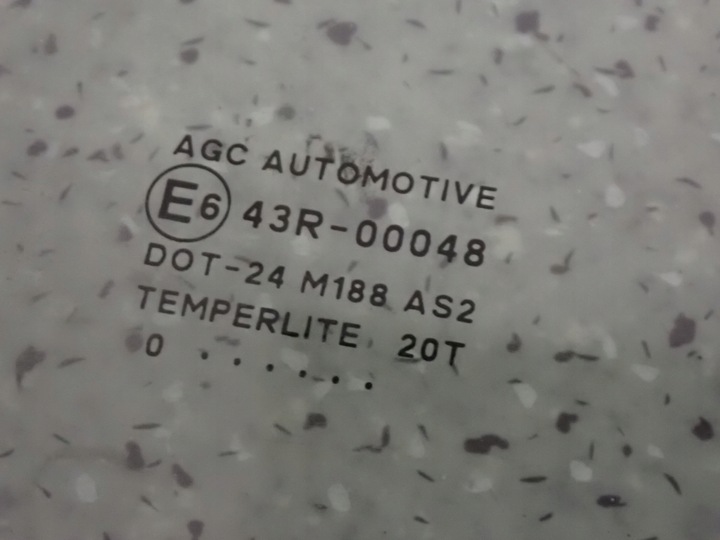 AGC AUTOMOTIVE
E6 43R-00048
DOT-24 M188 AS2
TEMPERLITE 20T
0 . . . . . .